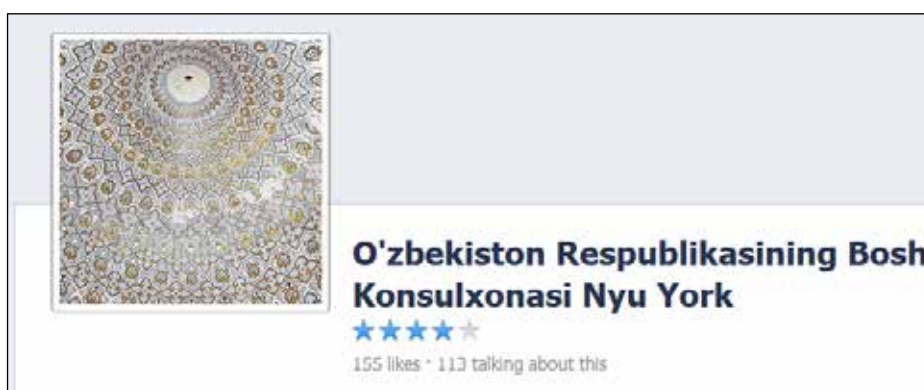 O'zbekiston Respublikasining Bosh
Konsulxonasi Nyu York
155 likes · 113 talking about this